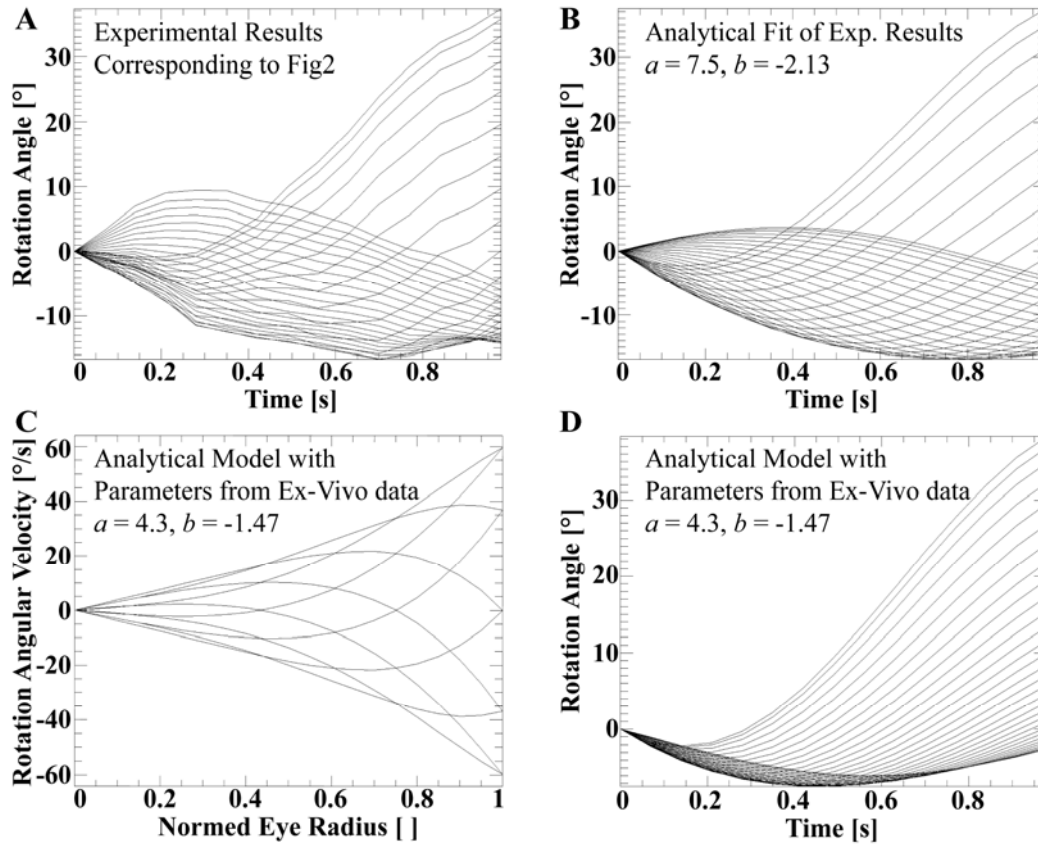 A
Experimental Results
Corresponding to Fig2
Rotation Angle [°]
30
20
10
0
-10
0 0.2 0.4 0.6 0.8
Time [s]
B
Analytical Fit of Exp. Results
a = 7.5, b = -2.13
Rotation Angle [°]
30
20
10
0
-10
0 0.2 0.4 0.6 0.8
Time [s]
C
Analytical Model with
Parameters from Ex-Vivo data
a = 4.3, b = -1.47
Rotation Angular Velocity [°/s]
60
40
20
0
-20
-40
-60
0 0.2 0.4 0.6 0.8 1
Normed Eye Radius [ ]
D
Analytical Model with
Parameters from Ex-Vivo data
a = 4.3, b = -1.47
Rotation Angle [°]
30
20
10
0
0 0.2 0.4 0.6 0.8
Time [s]